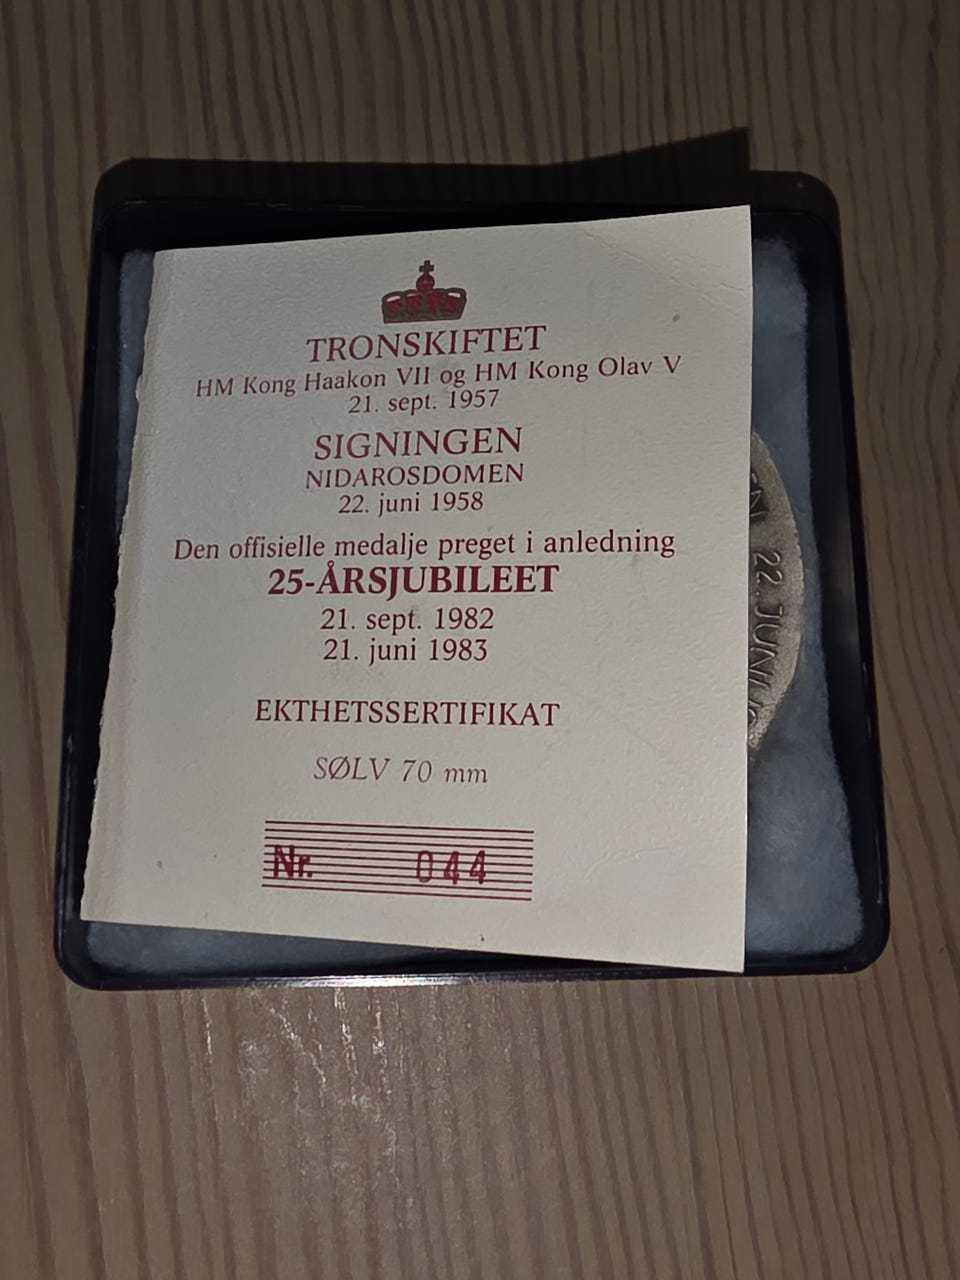 TRONSKIFTET
HM Kong Haakon VII og HM Kong Olav V
21. sept. 1957
SIGNINGEN
NIDAROSDOMEN
22. juni 1958
Den offisielle medalje preget i anledning
25-ÅRSJUBILEET
21. sept. 1982
21. juni 1983
EKTHETSSERTIFIKAT
SØLV 70 mm
Nr. 044
22. JUNI